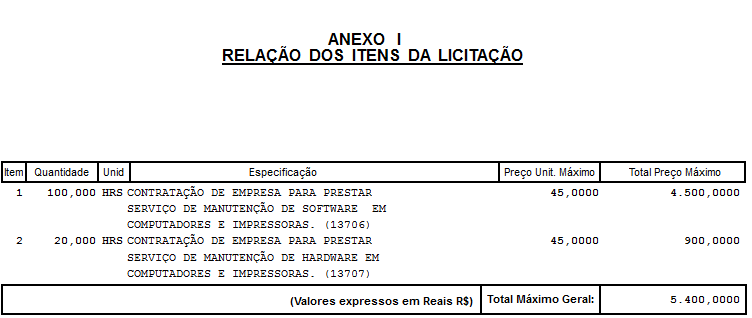 ANEXO I
RELAÇÃO DOS ITENS DA LICITAÇÃO
Item Quantidade Unid Especificação Preço Unit. Máximo Total Preço Máximo
1 100,000 HRS CONTRATAÇÃO DE EMPRESA PARA PRESTAR 45,0000 4.500,0000
SERVIÇO DE MANUTENÇÃO DE SOFTWARE EM
COMPUTADORES E IMPRESSORAS. (13706)
2 20,000 HRS CONTRATAÇÃO DE EMPRESA PARA PRESTAR 45,0000 900,0000
SERVIÇO DE MANUTENÇÃO DE HARDWARE EM
COMPUTADORES E IMPRESSORAS. (13707)
(Valores expressos em Reais R$) Total Máximo Geral: 5.400,0000